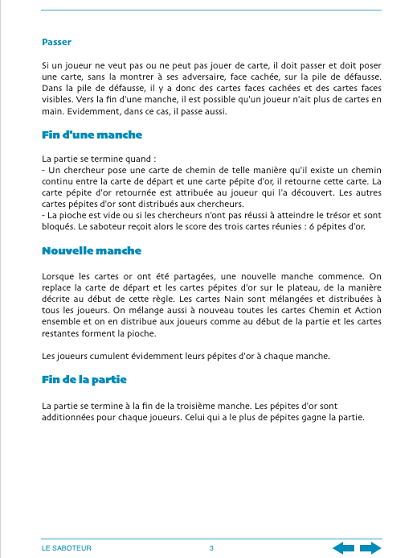 Passer
Si un joueur ne veut pas ou ne peut pas jouer de carte, il doit passer et doit poser
une carte, sans la montrer à ses adversaire, face cachée, sur la pile de défausse.
Dans la pile de défausse, il y a donc des cartes faces cachées et des cartes faces
visibles. Vers la fin d'une manche, il est possible qu'un joueur n'ait plus de cartes en
main. Evidemment, dans ce cas, il passe aussi.
Fin d'une manche
La partie se termine quand :
- Un chercheur pose une carte de chemin de telle manière qu'il existe un chemin
continu entre la carte de départ et une carte pépite d'or, il retourne cette carte. La
carte pépite d'or retournée est attribuée au joueur qui l'a découvert. Les autres
cartes pépites d'or sont distribués aux chercheurs.
- La pioche est vide ou si les chercheurs n'ont pas réussi à atteindre le trésor et sont
bloqués. Le saboteur reçoit alors le score des trois cartes réunies : 6 pépites d'or.
Nouvelle manche
Lorsque les cartes or ont été partagées, une nouvelle manche commence. On
replace la carte de départ et les cartes pépites d'or sur le plateau, de la manière
décrite au début de cette règle. Les cartes Nain sont mélangées et distribuées à
tous les joueurs. On mélange aussi à nouveau toutes les cartes Chemin et Action
ensemble et on en distribue aux joueurs comme au début de la partie et les cartes
restantes forment la pioche.
Les joueurs cumulent évidemment leurs pépites d'or à chaque manche.
Fin de la partie
La partie se termine à la fin de la troisième manche. Les pépites d'or sont
additionnées pour chaque joueurs. Celui qui a le plus de pépites gagne la partie.
LE SABOTEUR
3